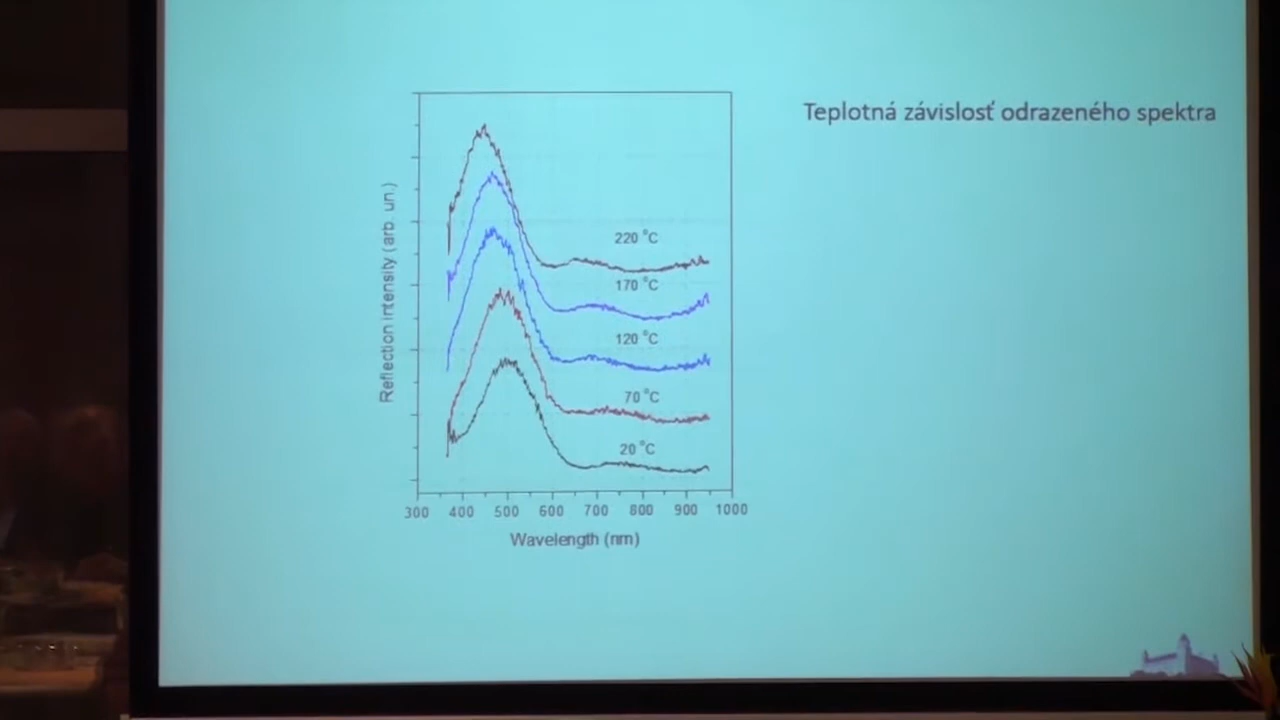 Teplotná závislosť odrazeného spektra
Reflection intensity (arb. un.)
220 °C
170 °C
120 °C
70 °C
20 °C
300 400 500 600 700 800 900 1000
Wavelength (nm)